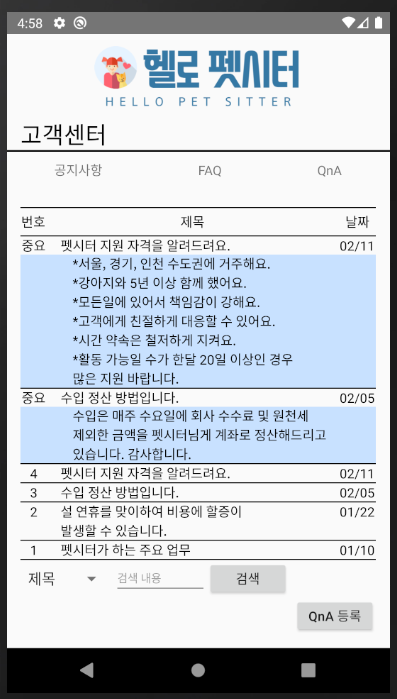 4:58
헬로 펫시터
HELLO PET SITTER
고객센터
공지사항 FAQ QnA
번호 제목 날짜
중요 펫시터 지원 자격을 알려드려요. 02/11
*서울, 경기, 인천 수도권에 거주해요.
*강아지와 5년 이상 함께 했어요.
*모든일에 있어서 책임감이 강해요.
*고객에게 친절하게 대응할 수 있어요.
*시간 약속은 철저하게 지켜요.
*활동 가능일 수가 한달 20일 이상인 경우
많은 지원 바랍니다.
중요 수입 정산 방법입니다. 02/05
수입은 매주 수요일에 회사 수수료 및 원천세
제외한 금액을 펫시터님게 계좌로 정산해드리고
있습니다. 감사합니다.
4 펫시터 지원 자격을 알려드려요. 02/11
3 수입 정산 방법입니다. 02/05
2 설 연휴를 맞이하여 비용에 할증이 01/22
발생할 수 있습니다.
1 펫시터가 하는 주요 업무 01/10
제목 검색 내용 검색
QnA 등록